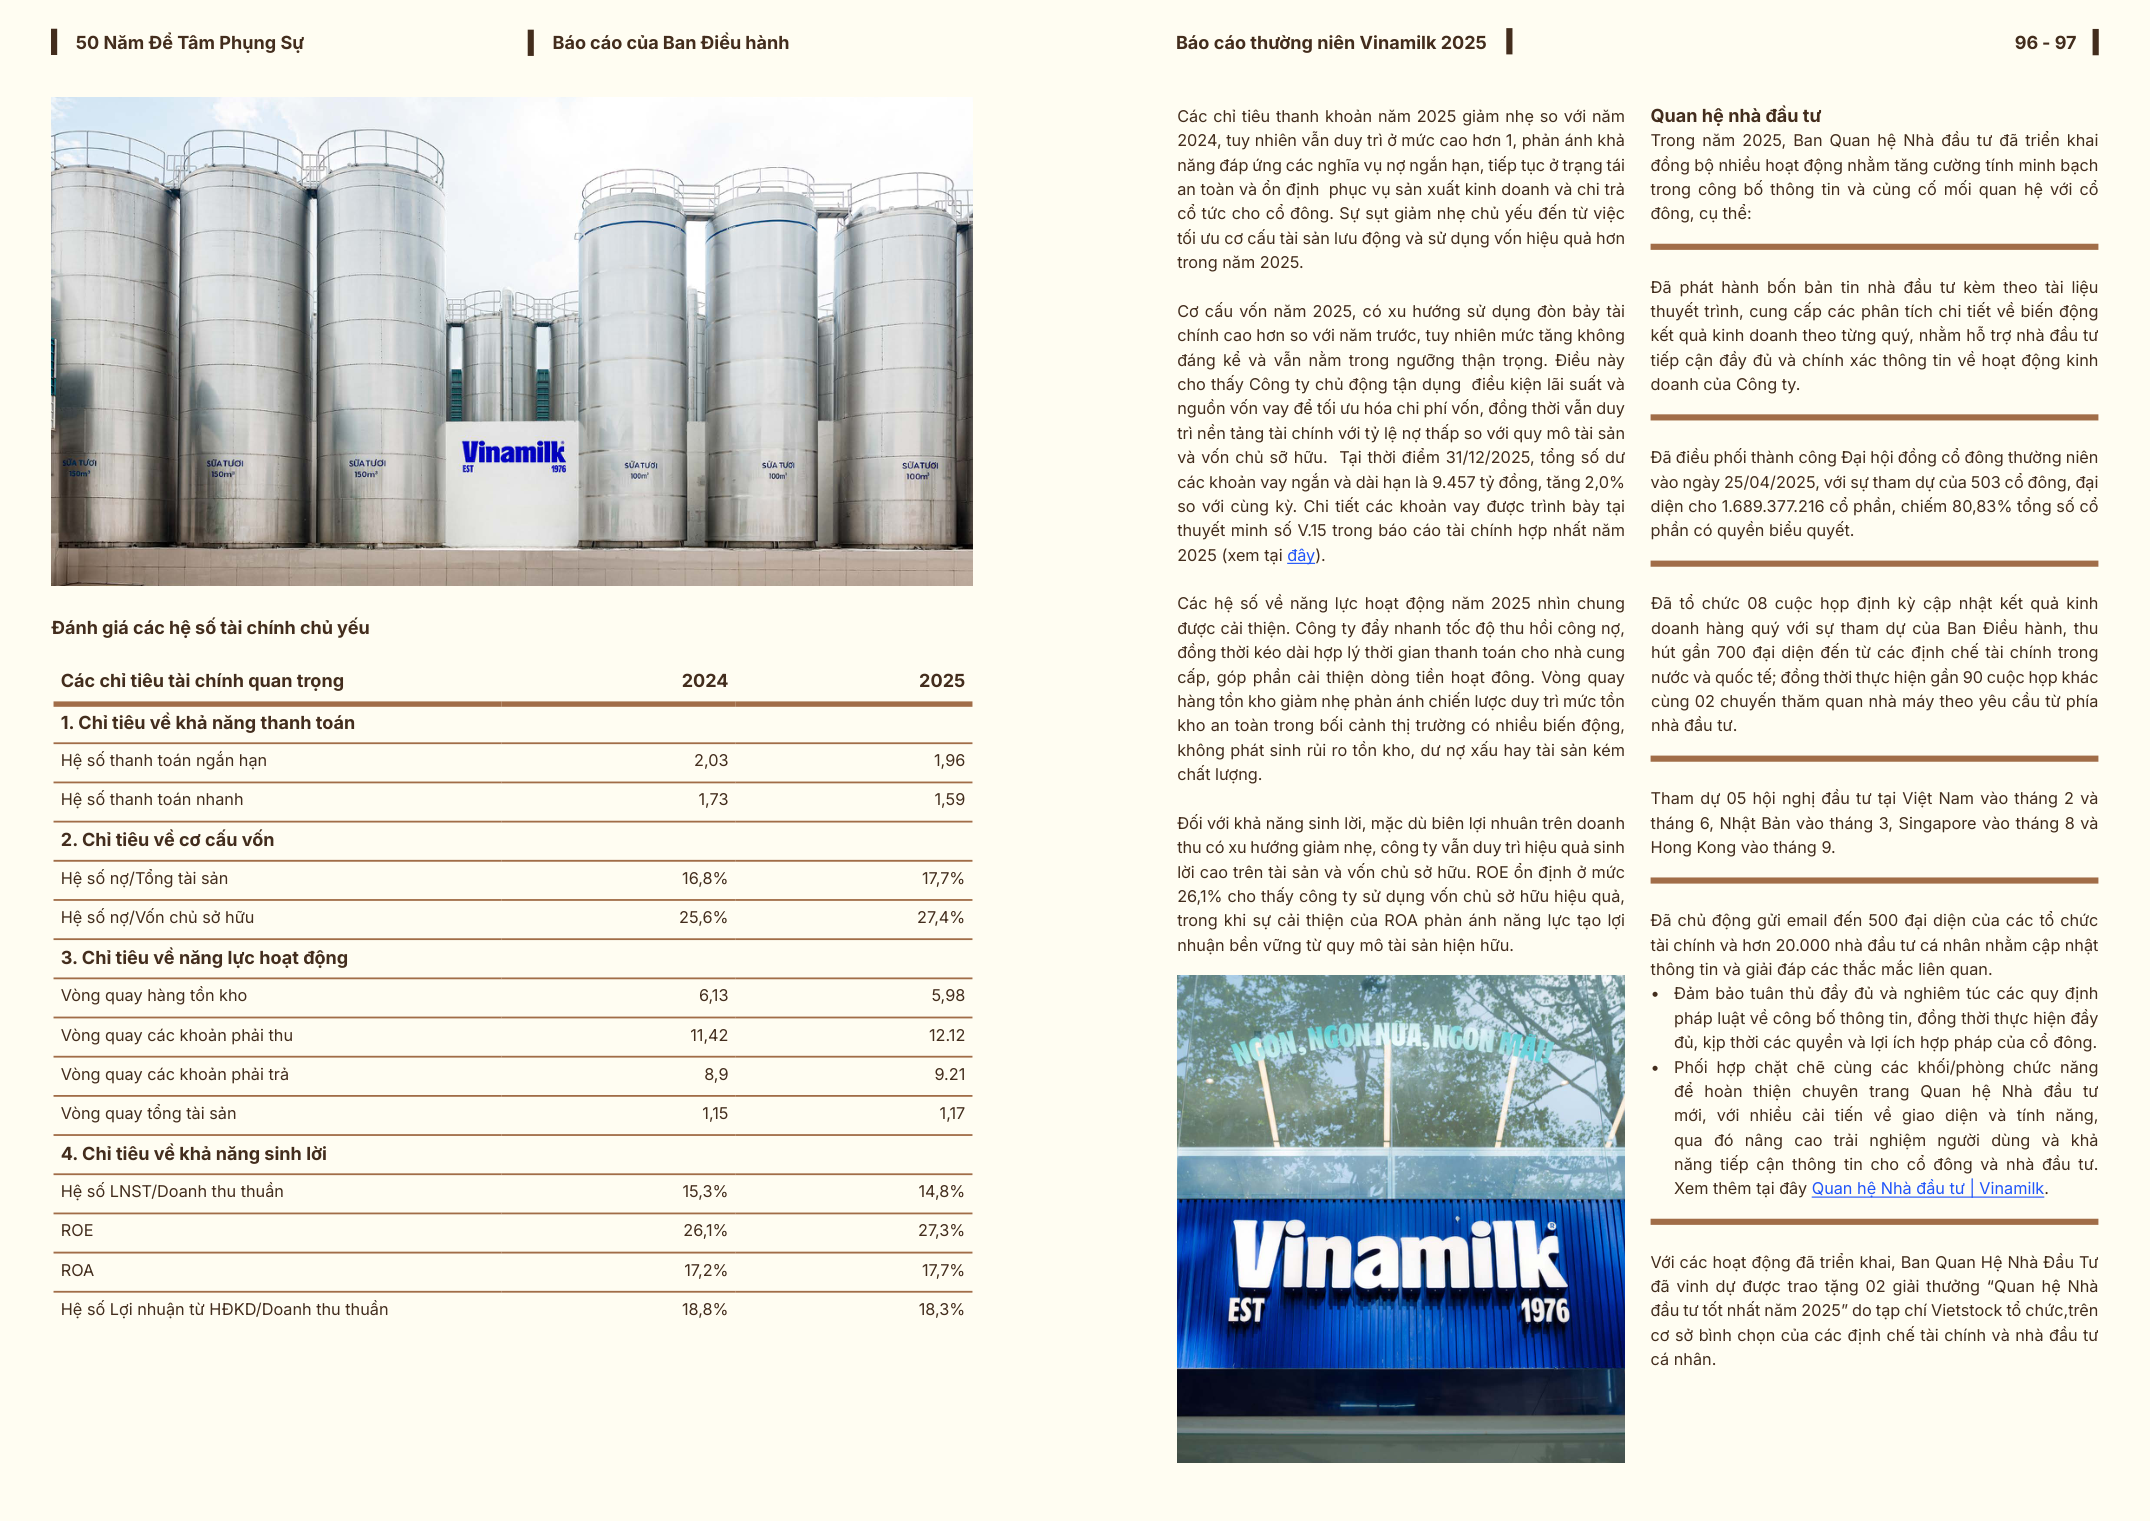 50 Năm Để Tâm Phụng Sự
Báo cáo của Ban Điều hành
Báo cáo thường niên Vinamilk 2025
96 - 97
SỮA TƯƠI
150m³
SỮA TƯƠI
150m³
SỮA TƯƠI
150m³
Vinamilk
EST 1976
SỮA TƯƠI
100m³
SỮA TƯƠI
100m³
SỮA TƯƠI
100m³
Đánh giá các hệ số tài chính chủ yếu
Các chỉ tiêu tài chính quan trọng 2024 2025
1. Chỉ tiêu về khả năng thanh toán
Hệ số thanh toán ngắn hạn 2,03 1,96
Hệ số thanh toán nhanh 1,73 1,59
2. Chỉ tiêu về cơ cấu vốn
Hệ số nợ/Tổng tài sản 16,8% 17,7%
Hệ số nợ/Vốn chủ sở hữu 25,6% 27,4%
3. Chỉ tiêu về năng lực hoạt động
Vòng quay hàng tồn kho 6,13 5,98
Vòng quay các khoản phải thu 11,42 12.12
Vòng quay các khoản phải trả 8,9 9.21
Vòng quay tổng tài sản 1,15 1,17
4. Chỉ tiêu về khả năng sinh lời
Hệ số LNST/Doanh thu thuần 15,3% 14,8%
ROE 26,1% 27,3%
ROA 17,2% 17,7%
Hệ số Lợi nhuận từ HĐKD/Doanh thu thuần 18,8% 18,3%
Các chỉ tiêu thanh khoản năm 2025 giảm nhẹ so với năm
2024, tuy nhiên vẫn duy trì ở mức cao hơn 1, phản ánh khả
năng đáp ứng các nghĩa vụ nợ ngắn hạn, tiếp tục ở trạng tái
an toàn và ổn định phục vụ sản xuất kinh doanh và chi trả
cổ tức cho cổ đông. Sự sụt giảm nhẹ chủ yếu đến từ việc
tối ưu cơ cấu tài sản lưu động và sử dụng vốn hiệu quả hơn
trong năm 2025.
Cơ cấu vốn năm 2025, có xu hướng sử dụng đòn bảy tài
chính cao hơn so với năm trước, tuy nhiên mức tăng không
đáng kể và vẫn nằm trong ngưỡng thận trọng. Điều này
cho thấy Công ty chủ động tận dụng điều kiện lãi suất và
nguồn vốn vay để tối ưu hóa chi phí vốn, đồng thời vẫn duy
trì nền tảng tài chính với tỷ lệ nợ thấp so với quy mô tài sản
và vốn chủ sỡ hữu. Tại thời điểm 31/12/2025, tổng số dư
các khoản vay ngắn và dài hạn là 9.457 tỷ đồng, tăng 2,0%
so với cùng kỳ. Chi tiết các khoản vay được trình bày tại
thuyết minh số V.15 trong báo cáo tài chính hợp nhất năm
2025 (xem tại đây).
Các hệ số về năng lực hoạt động năm 2025 nhìn chung
được cải thiện. Công ty đẩy nhanh tốc độ thu hồi công nợ,
đồng thời kéo dài hợp lý thời gian thanh toán cho nhà cung
cấp, góp phần cải thiện dòng tiền hoạt đông. Vòng quay
hàng tồn kho giảm nhẹ phản ánh chiến lược duy trì mức tồn
kho an toàn trong bối cảnh thị trường có nhiều biến động,
không phát sinh rủi ro tồn kho, dư nợ xấu hay tài sản kém
chất lượng.
Đối với khả năng sinh lời, mặc dù biên lợi nhuân trên doanh
thu có xu hướng giảm nhẹ, công ty vẫn duy trì hiệu quả sinh
lời cao trên tài sản và vốn chủ sở hữu. ROE ổn định ở mức
26,1% cho thấy công ty sử dụng vốn chủ sở hữu hiệu quả,
trong khi sự cải thiện của ROA phản ánh năng lực tạo lợi
nhuận bền vững từ quy mô tài sản hiện hữu.
NGON, NGON NỮA, NGON MÃI!
Vinamilk
EST 1976
Quan hệ nhà đầu tư
Trong năm 2025, Ban Quan hệ Nhà đầu tư đã triển khai
đồng bộ nhiều hoạt động nhằm tăng cường tính minh bạch
trong công bố thông tin và củng cố mối quan hệ với cổ
đông, cụ thể:
Đã phát hành bốn bản tin nhà đầu tư kèm theo tài liệu
thuyết trình, cung cấp các phân tích chi tiết về biến động
kết quả kinh doanh theo từng quý, nhằm hỗ trợ nhà đầu tư
tiếp cận đầy đủ và chính xác thông tin về hoạt động kinh
doanh của Công ty.
Đã điều phối thành công Đại hội đồng cổ đông thường niên
vào ngày 25/04/2025, với sự tham dự của 503 cổ đông, đại
diện cho 1.689.377.216 cổ phần, chiếm 80,83% tổng số cổ
phần có quyền biểu quyết.
Đã tổ chức 08 cuộc họp định kỳ cập nhật kết quả kinh
doanh hàng quý với sự tham dự của Ban Điều hành, thu
hút gần 700 đại diện đến từ các định chế tài chính trong
nước và quốc tế; đồng thời thực hiện gần 90 cuộc họp khác
cùng 02 chuyến thăm quan nhà máy theo yêu cầu từ phía
nhà đầu tư.
Tham dự 05 hội nghị đầu tư tại Việt Nam vào tháng 2 và
tháng 6, Nhật Bản vào tháng 3, Singapore vào tháng 8 và
Hong Kong vào tháng 9.
Đã chủ động gửi email đến 500 đại diện của các tổ chức
tài chính và hơn 20.000 nhà đầu tư cá nhân nhằm cập nhật
thông tin và giải đáp các thắc mắc liên quan.
• Đảm bảo tuân thủ đầy đủ và nghiêm túc các quy định
pháp luật về công bố thông tin, đồng thời thực hiện đầy
đủ, kịp thời các quyền và lợi ích hợp pháp của cổ đông.
• Phối hợp chặt chẽ cùng các khối/phòng chức năng
để hoàn thiện chuyên trang Quan hệ Nhà đầu tư
mới, với nhiều cải tiến về giao diện và tính năng,
qua đó nâng cao trải nghiệm người dùng và khả
năng tiếp cận thông tin cho cổ đông và nhà đầu tư.
Xem thêm tại đây Quan hệ Nhà đầu tư | Vinamilk.
Với các hoạt động đã triển khai, Ban Quan Hệ Nhà Đầu Tư
đã vinh dự được trao tặng 02 giải thưởng “Quan hệ Nhà
đầu tư tốt nhất năm 2025” do tạp chí Vietstock tổ chức,trên
cơ sở bình chọn của các định chế tài chính và nhà đầu tư
cá nhân.